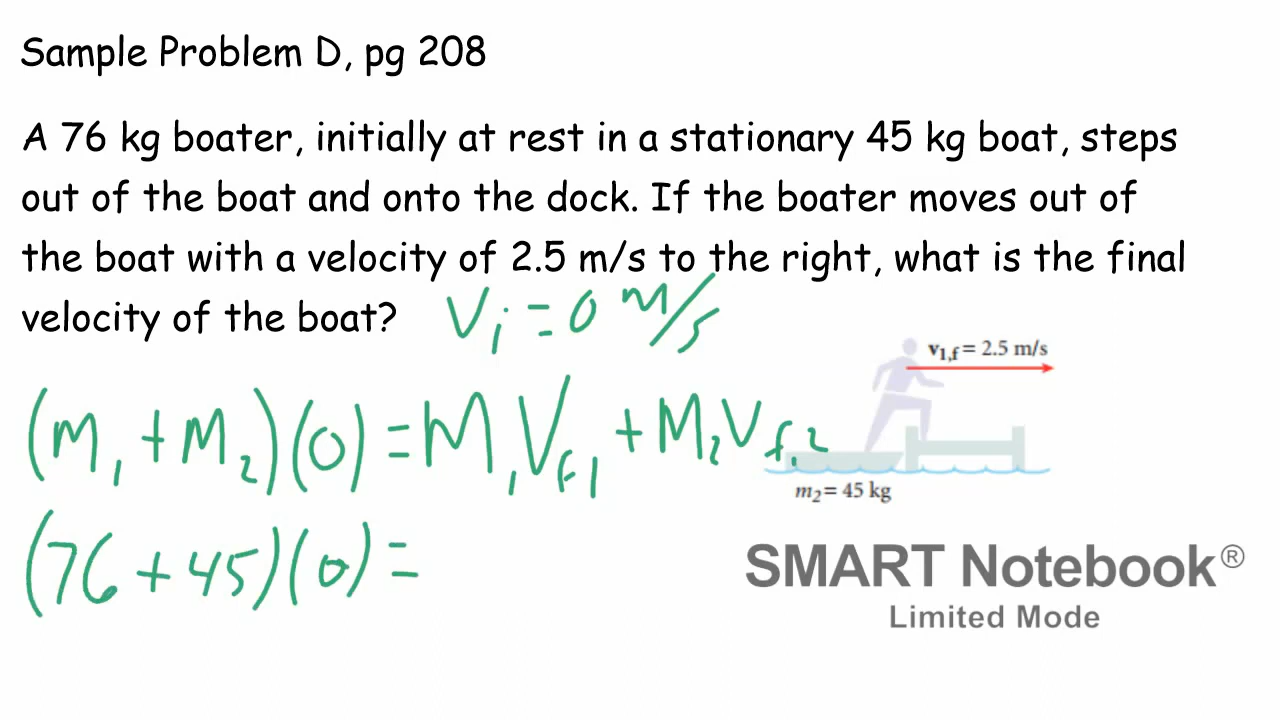 Sample Problem D, pg 208
A 76 kg boater, initially at rest in a stationary 45 kg boat, steps
out of the boat and onto the dock. If the boater moves out of
the boat with a velocity of 2.5 m/s to the right, what is the final
velocity of the boat? Vi = 0 m/s
v1,f = 2.5 m/s
(M1 + M2)(0) = M1Vf1 + M2Vf,2
m2 = 45 kg
(76 + 45)(0) =
SMART Notebook®
Limited Mode